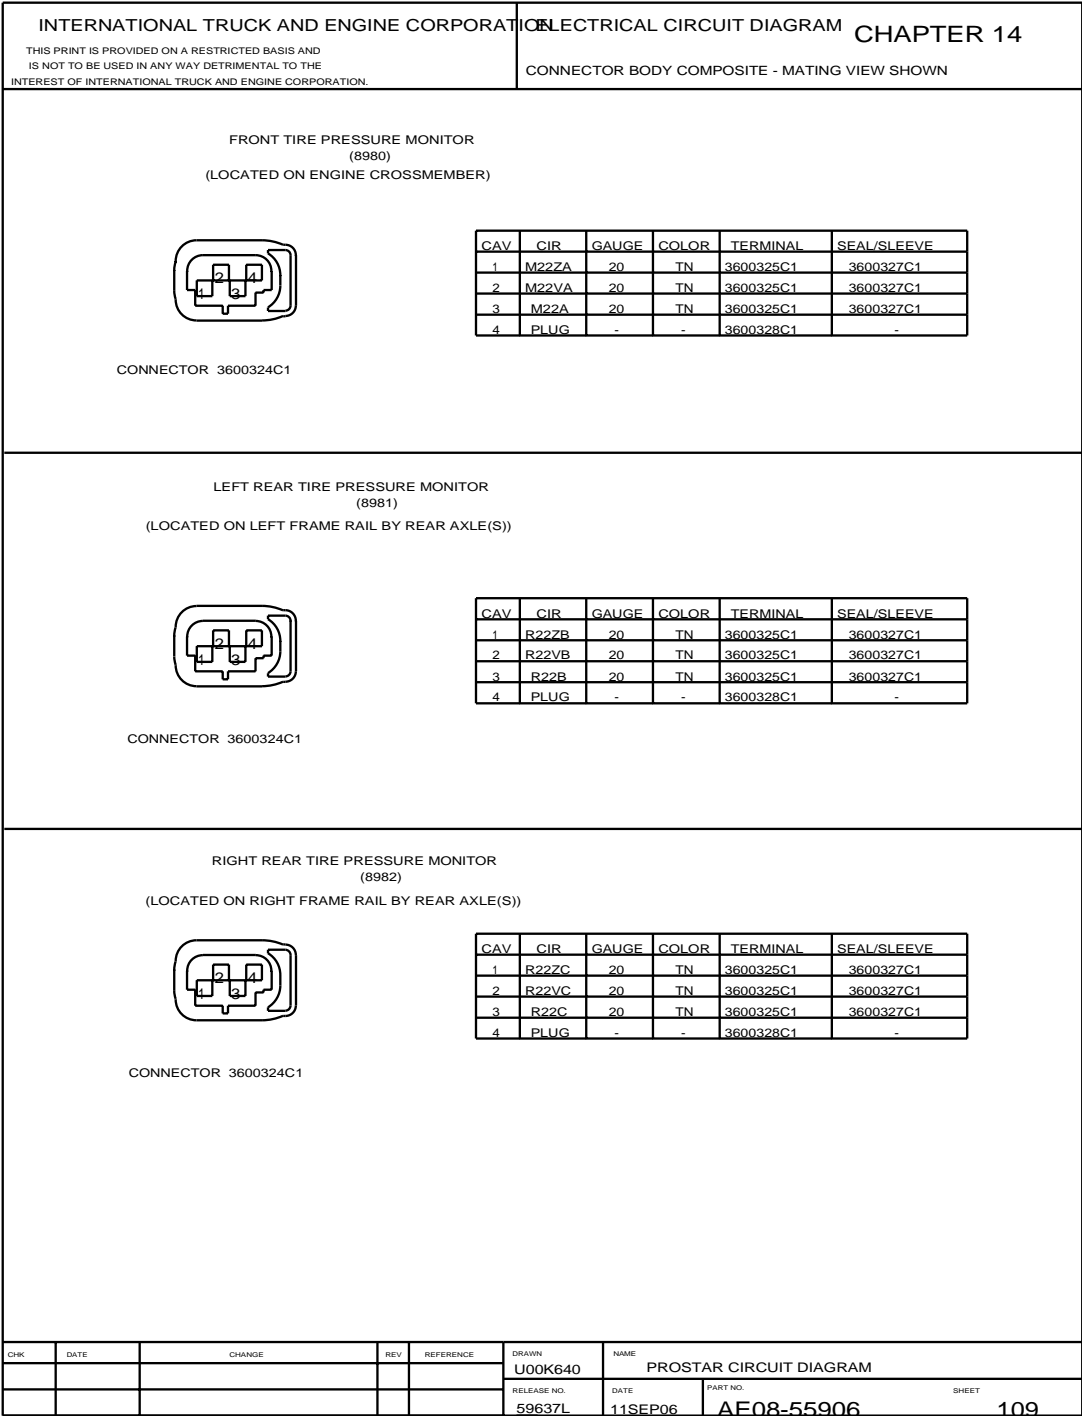 INTERNATIONAL TRUCK AND ENGINE CORPORATION
THIS PRINT IS PROVIDED ON A RESTRICTED BASIS AND
IS NOT TO BE USED IN ANY WAY DETRIMENTAL TO THE
INTEREST OF INTERNATIONAL TRUCK AND ENGINE CORPORATION.
ELECTRICAL CIRCUIT DIAGRAM CHAPTER 14
CONNECTOR BODY COMPOSITE - MATING VIEW SHOWN
FRONT TIRE PRESSURE MONITOR
(8980)
(LOCATED ON ENGINE CROSSMEMBER)
2 4
1 3
CONNECTOR 3600324C1
CAV CIR GAUGE COLOR TERMINAL SEAL/SLEEVE
1 M22ZA 20 TN 3600325C1 3600327C1
2 M22VA 20 TN 3600325C1 3600327C1
3 M22A 20 TN 3600325C1 3600327C1
4 PLUG - - 3600328C1 -
LEFT REAR TIRE PRESSURE MONITOR
(8981)
(LOCATED ON LEFT FRAME RAIL BY REAR AXLE(S))
2 4
1 3
CONNECTOR 3600324C1
CAV CIR GAUGE COLOR TERMINAL SEAL/SLEEVE
1 R22ZB 20 TN 3600325C1 3600327C1
2 R22VB 20 TN 3600325C1 3600327C1
3 R22B 20 TN 3600325C1 3600327C1
4 PLUG - - 3600328C1 -
RIGHT REAR TIRE PRESSURE MONITOR
(8982)
(LOCATED ON RIGHT FRAME RAIL BY REAR AXLE(S))
2 4
1 3
CONNECTOR 3600324C1
CAV CIR GAUGE COLOR TERMINAL SEAL/SLEEVE
1 R22ZC 20 TN 3600325C1 3600327C1
2 R22VC 20 TN 3600325C1 3600327C1
3 R22C 20 TN 3600325C1 3600327C1
4 PLUG - - 3600328C1 -
CHK DATE CHANGE REV REFERENCE
DRAWN
U00K640
NAME
PROSTAR CIRCUIT DIAGRAM
RELEASE NO.
59637L
DATE
11SEP06
PART NO.
AE08-55906
SHEET
109